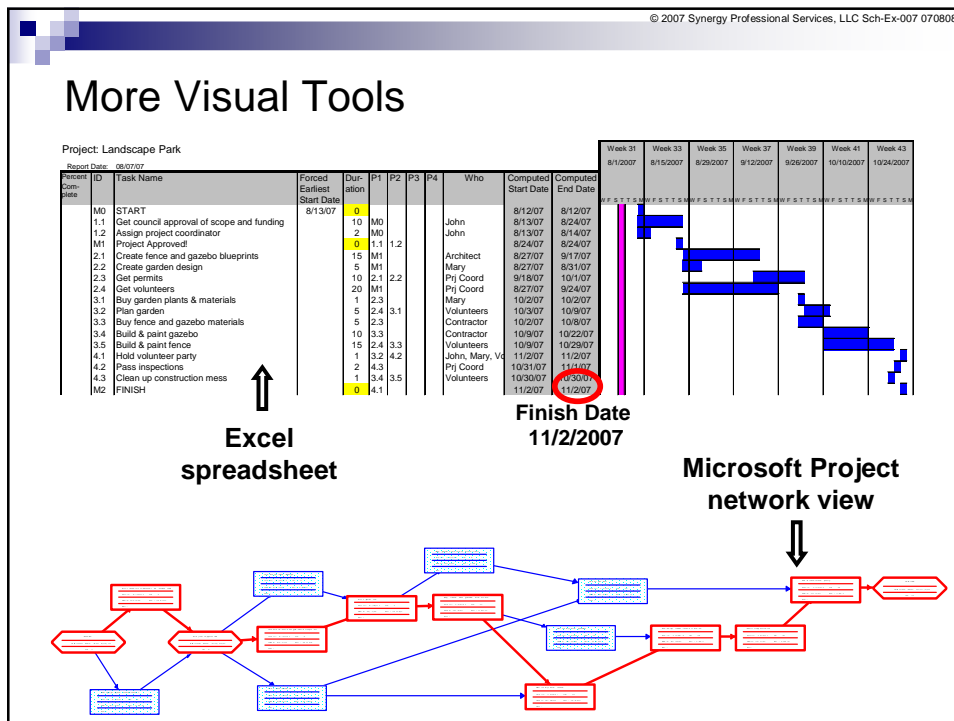 © 2007 Synergy Professional Services, LLC Sch-Ex-007 070808
More Visual Tools
Project: Landscape Park
Report Date: 08/07/07
Week 31 Week 33 Week 35 Week 37 Week 39 Week 41 Week 43
8/1/2007 8/15/2007 8/29/2007 9/12/2007 9/26/2007 10/10/2007 10/24/2007
Percent Com-plete ID Task Name Forced Earliest Start Date Dur-ation P1 P2 P3 P4 Who Computed Start Date Computed End Date
W F S T T S M W F S T T S M W F S T T S M W F S T T S M W F S T T S M W F S T T S M W F S T T S M
M0 START 8/13/07 0 8/12/07 8/12/07
1.1 Get council approval of scope and funding 10 M0 John 8/13/07 8/24/07
1.2 Assign project coordinator 2 M0 John 8/13/07 8/14/07
M1 Project Approved! 0 1.1 1.2 8/24/07 8/24/07
2.1 Create fence and gazebo blueprints 15 M1 Architect 8/27/07 9/17/07
2.2 Create garden design 5 M1 Mary 8/27/07 8/31/07
2.3 Get permits 10 2.1 2.2 Prj Coord 9/18/07 10/1/07
2.4 Get volunteers 20 M1 Prj Coord 8/27/07 9/24/07
3.1 Buy garden plants & materials 1 2.3 Mary 10/2/07 10/2/07
3.2 Plan garden 5 2.4 3.1 Volunteers 10/3/07 10/9/07
3.3 Buy fence and gazebo materials 5 2.3 Contractor 10/2/07 10/8/07
3.4 Build & paint gazebo 10 3.3 Contractor 10/9/07 10/22/07
3.5 Build & paint fence 15 2.4 3.3 Volunteers 10/9/07 10/29/07
4.1 Hold volunteer party 1 3.2 4.2 John, Mary, Vo 11/2/07 11/2/07
4.2 Pass inspections 2 4.3 Prj Coord 10/31/07 11/1/07
4.3 Clean up construction mess 1 3.4 3.5 Volunteers 10/30/07 10/30/07
M2 FINISH 0 4.1 11/2/07 11/2/07
Finish Date
11/2/2007
Excel
spreadsheet
Microsoft Project
network view